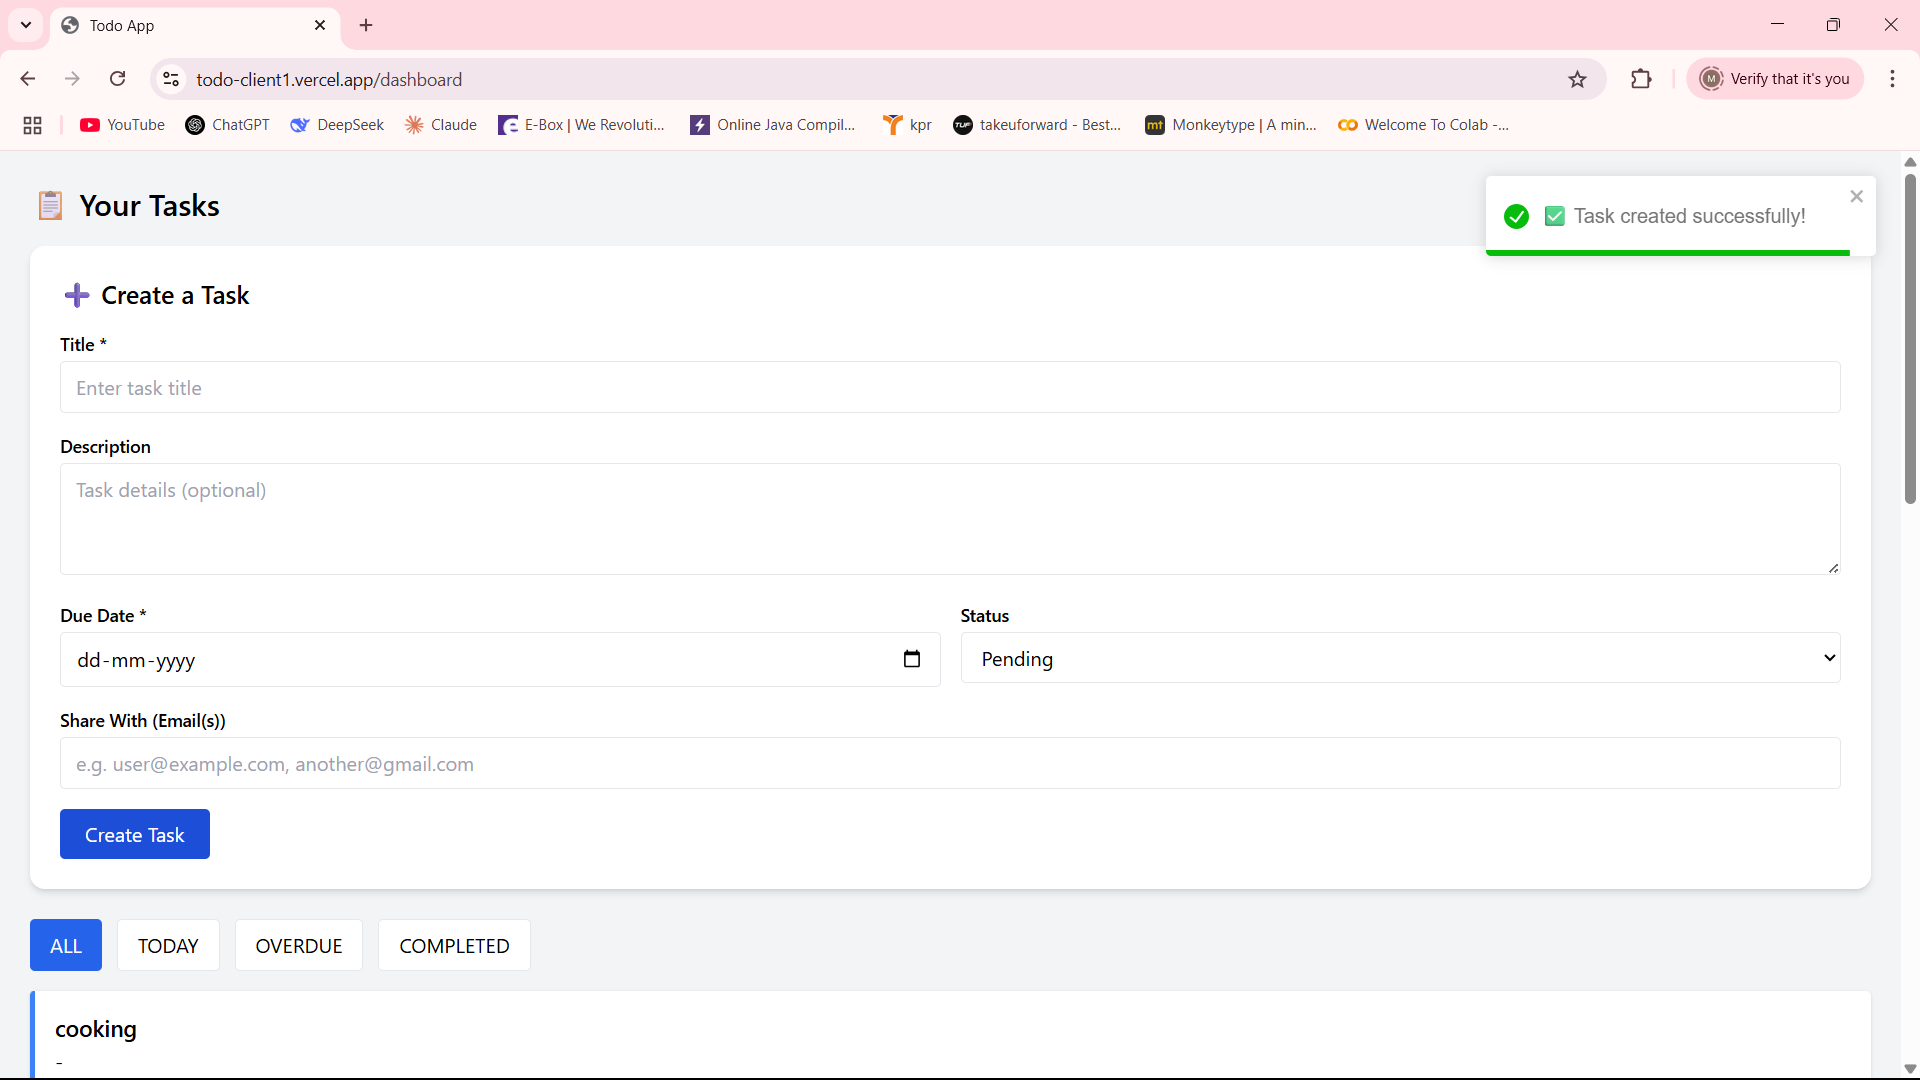 Todo App
todo-client1.vercel.app/dashboard
M Verify that it's you
YouTube ChatGPT DeepSeek Claude E-Box | We Revoluti... Online Java Compil... kpr TUF takeuforward - Best... mt Monkeytype | A min... Welcome To Colab -...
📋 Your Tasks
✅ Task created successfully!
➕ Create a Task
Title *
Enter task title
Description
Task details (optional)
Due Date * Status
dd-mm-yyyy Pending
Share With (Email(s))
e.g. user@example.com, another@gmail.com
Create Task
ALL TODAY OVERDUE COMPLETED
cooking
-